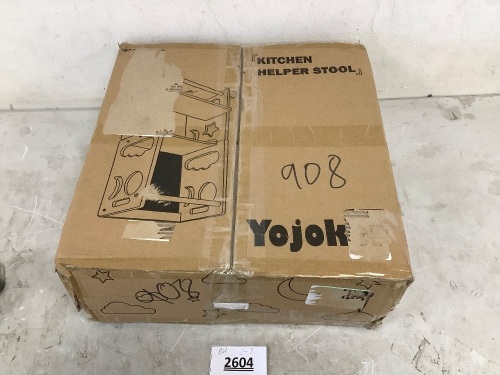 『KITCHEN
HELPER STOOL』
908
Yojok
908
2604